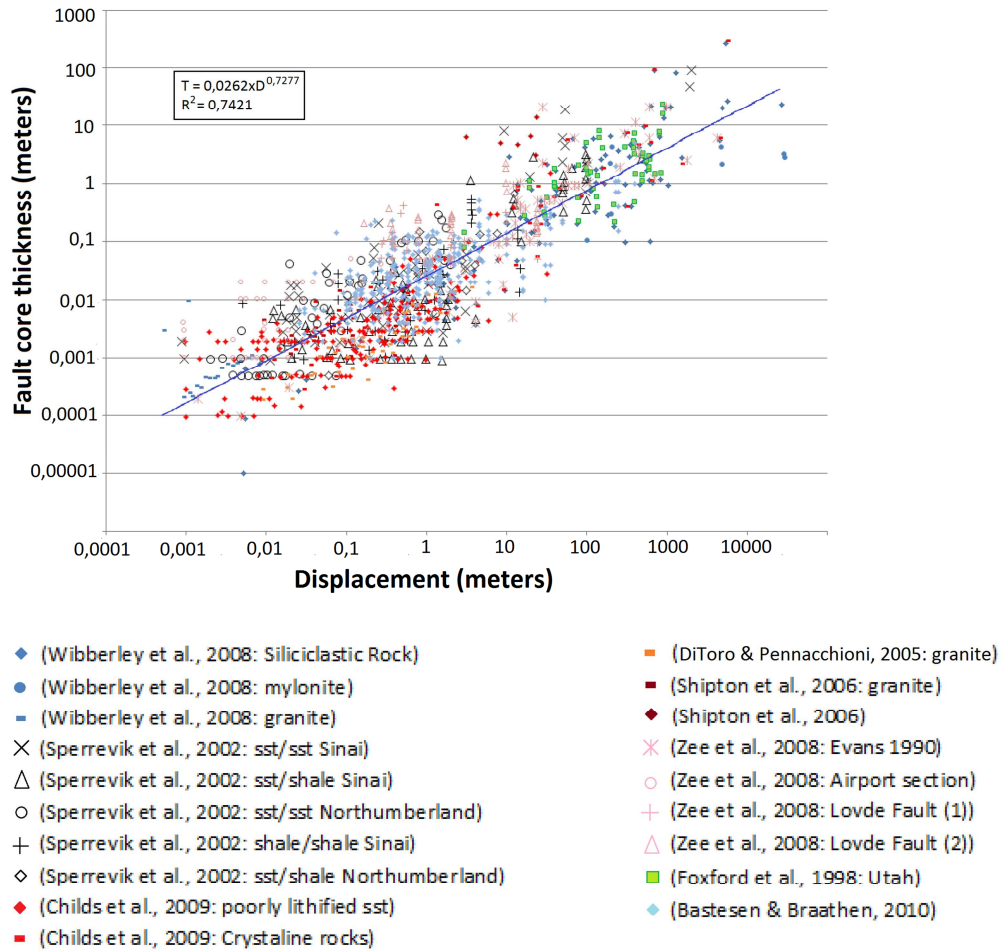 1000
100
10
1
0,1
0,01
0,001
0,0001
0,00001
T = 0,0262xD^0,7277
R² = 0,7421
Fault core thickness (meters)
0,0001 0,001 0,01 0,1 1 10 100 1000 10000
Displacement (meters)
(Wibberley et al., 2008: Siliciclastic Rock)
(Wibberley et al., 2008: mylonite)
(Wibberley et al., 2008: granite)
(Sperrevik et al., 2002: sst/sst Sinai)
(Sperrevik et al., 2002: sst/shale Sinai)
(Sperrevik et al., 2002: sst/sst Northumberland)
(Sperrevik et al., 2002: shale/shale Sinai)
(Sperrevik et al., 2002: sst/shale Northumberland)
(Childs et al., 2009: poorly lithified sst)
(Childs et al., 2009: Crystaline rocks)
(DiToro & Pennacchioni, 2005: granite)
(Shipton et al., 2006: granite)
(Shipton et al., 2006)
(Zee et al., 2008: Evans 1990)
(Zee et al., 2008: Airport section)
(Zee et al., 2008: Lovde Fault (1))
(Zee et al., 2008: Lovde Fault (2))
(Foxford et al., 1998: Utah)
(Bastesen & Braathen, 2010)